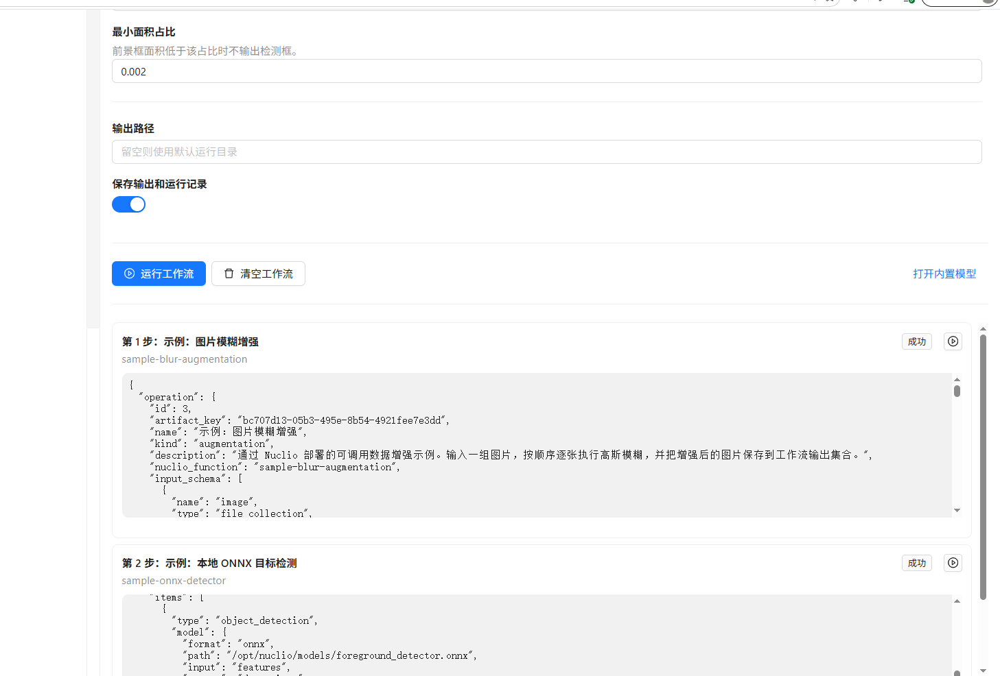 最小面积占比
前景框面积低于该占比时不输出检测框。
0.002
输出路径
留空则使用默认运行目录
保存输出和运行记录
运行工作流
清空工作流
打开内置模型
第 1 步：示例：图片模糊增强
成功
sample-blur-augmentation
{
"operation": {
"id": 3,
"artifact_key": "bc707d13-05b3-495e-8b54-4921fee7e3dd",
"name": "示例：图片模糊增强",
"kind": "augmentation",
"description": "通过 Nuclio 部署的可调用数据增强示例。输入一组图片，按顺序逐张执行高斯模糊，并把增强后的图片保存到工作流输出集合。",
"nuclio_function": "sample-blur-augmentation",
"input_schema": [
{
"name": "image",
"type": "file_collection",
第 2 步：示例：本地 ONNX 目标检测
成功
sample-onnx-detector
"items": [
{
"type": "object_detection",
"model": {
"format": "onnx",
"path": "/opt/nuclio/models/foreground_detector.onnx",
"input": "features",